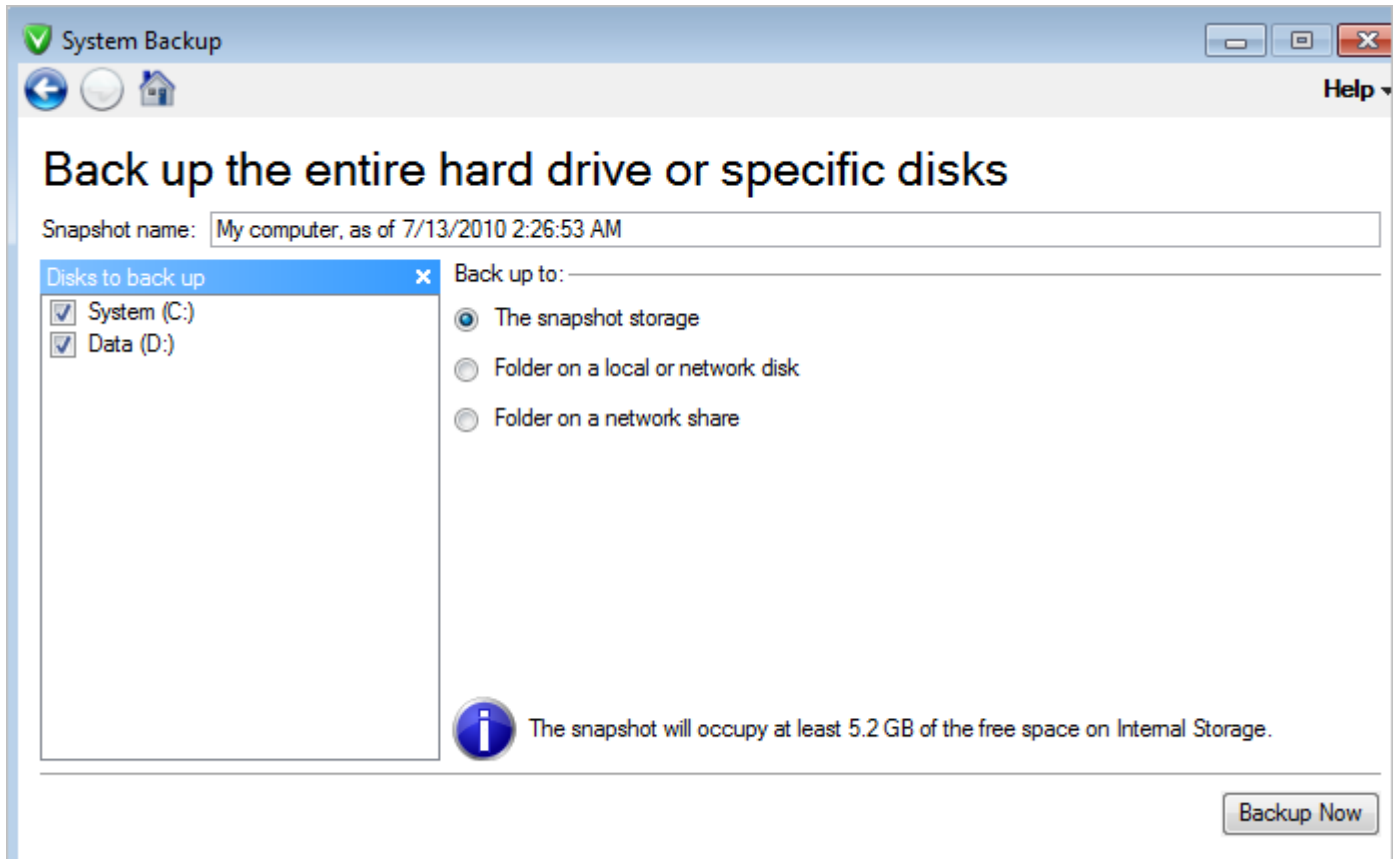 System Backup
Help
Back up the entire hard drive or specific disks
Snapshot name: My computer, as of 7/13/2010 2:26:53 AM
Disks to back up
System (C:)
Data (D:)
Back up to:
The snapshot storage
Folder on a local or network disk
Folder on a network share
The snapshot will occupy at least 5.2 GB of the free space on Internal Storage.
Backup Now